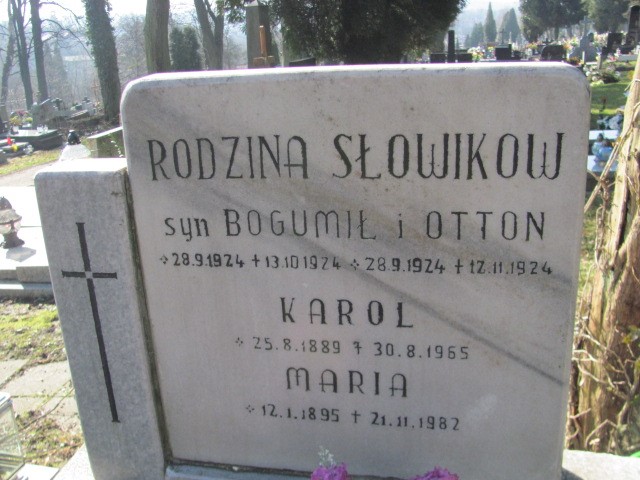 RODZINA SŁOWIKOW
syn BOGUMIŁ i OTTON
*28.9.1924 +13.10.1924 *28.9.1924 +12.11.1924
KAROL
*25.8.1889 +30.8.1965
MARIA
*12.1.1895 +21.11.1982